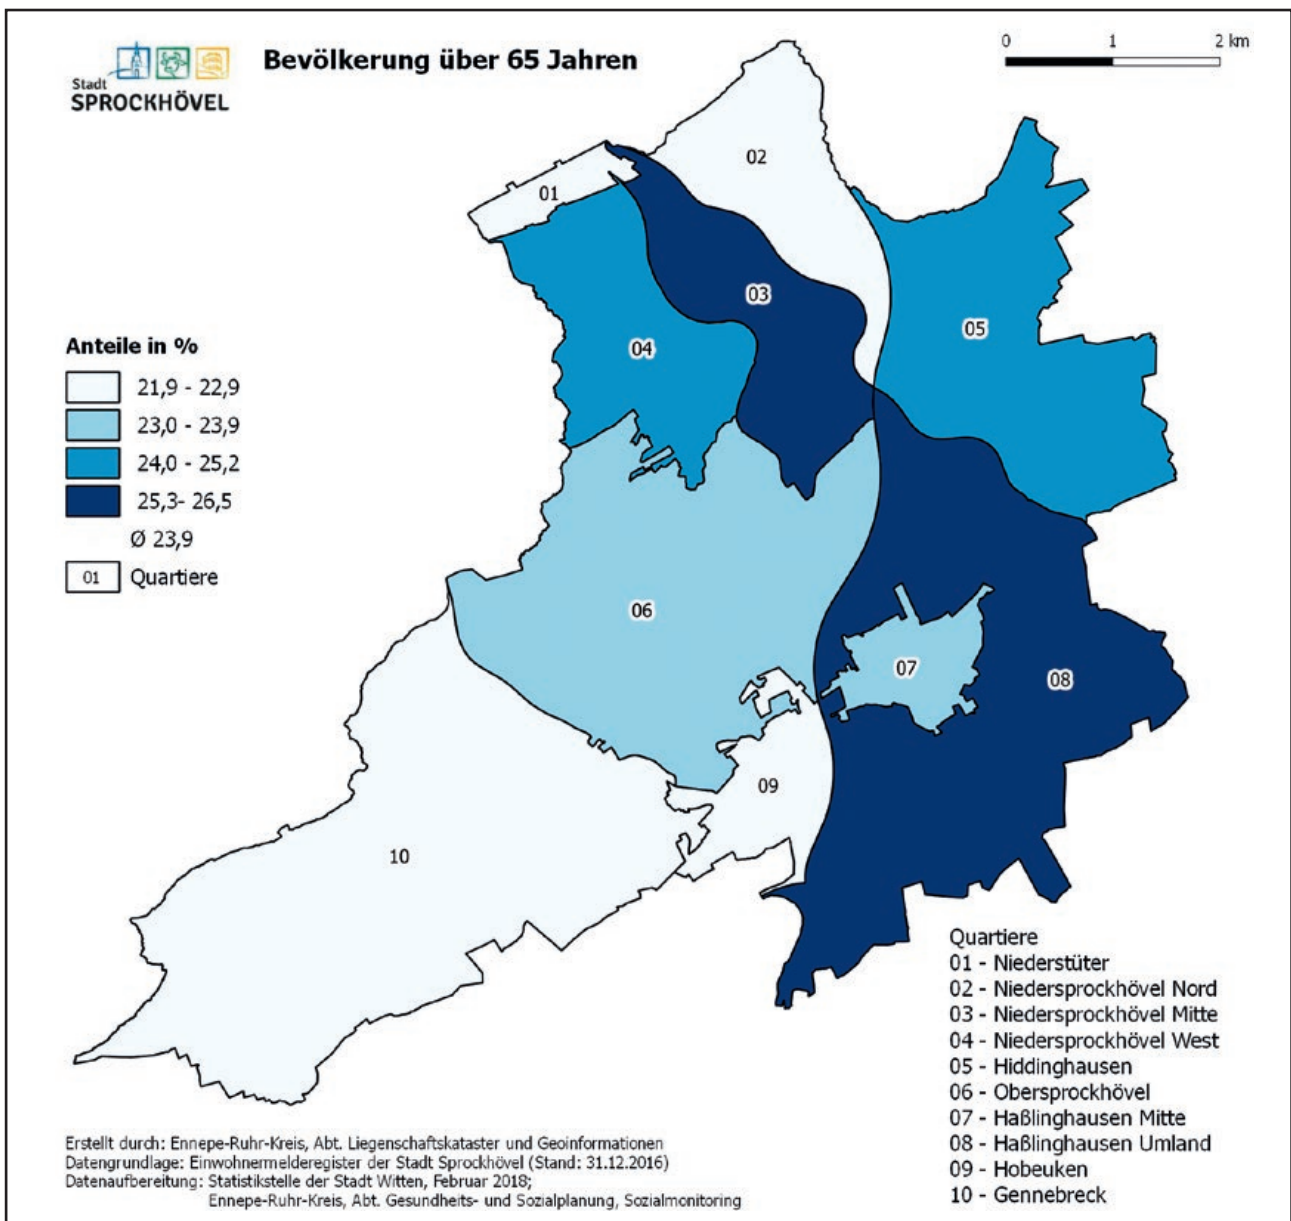 Stadt
SPROCKHÖVEL
Bevölkerung über 65 Jahren
0 1 2 km
02
01
03
05
04
Anteile in %
21,9 - 22,9
23,0 - 23,9
24,0 - 25,2
25,3- 26,5
Ø 23,9
01 Quartiere
06
07
08
09
10
Quartiere
01 - Niederstüter
02 - Niedersprockhövel Nord
03 - Niedersprockhövel Mitte
04 - Niedersprockhövel West
05 - Hiddinghausen
06 - Obersprockhövel
07 - Haßlinghausen Mitte
08 - Haßlinghausen Umland
09 - Hobeuken
10 - Gennebreck
Erstellt durch: Ennepe-Ruhr-Kreis, Abt. Liegenschaftskataster und Geoinformationen
Datengrundlage: Einwohnermelderegister der Stadt Sprockhövel (Stand: 31.12.2016)
Datenaufbereitung: Statistikstelle der Stadt Witten, Februar 2018;
Ennepe-Ruhr-Kreis, Abt. Gesundheits- und Sozialplanung, Sozialmonitoring